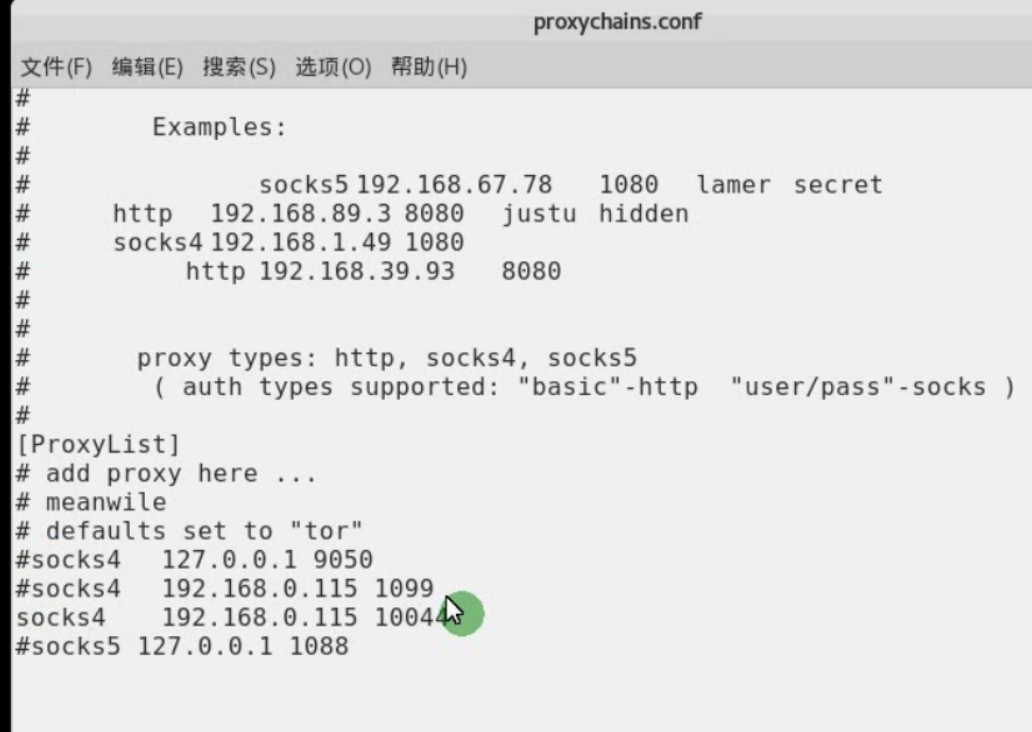 proxychains.conf
文件(F) 编辑(E) 搜索(S) 选项(O) 帮助(H)
#
# Examples:
#
# socks5 192.168.67.78 1080 lamer secret
# http 192.168.89.3 8080 justu hidden
# socks4 192.168.1.49 1080
# http 192.168.39.93 8080
#
#
# proxy types: http, socks4, socks5
# ( auth types supported: "basic"-http "user/pass"-socks )
#
[ProxyList]
# add proxy here ...
# meanwile
# defaults set to "tor"
#socks4 127.0.0.1 9050
#socks4 192.168.0.115 1099
socks4 192.168.0.115 10044
#socks5 127.0.0.1 1088